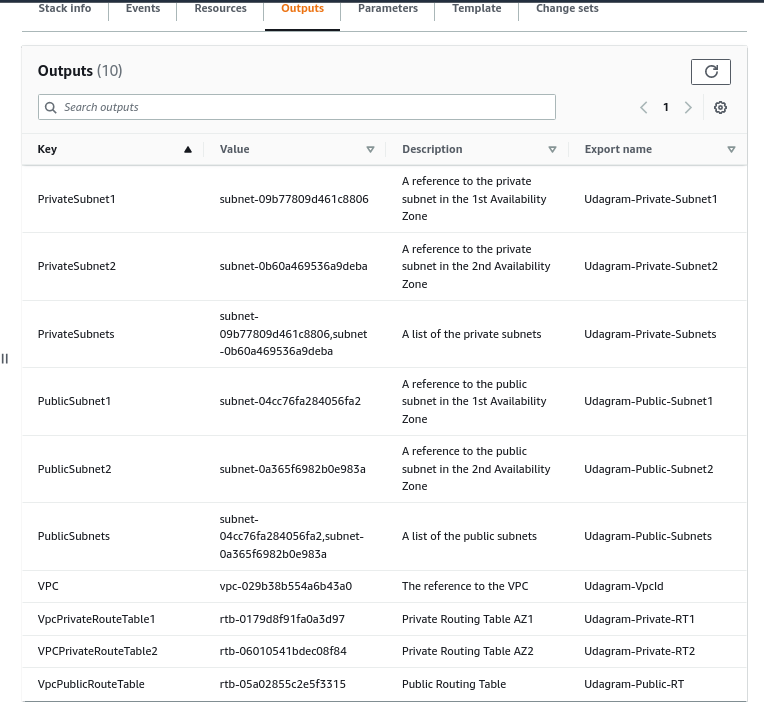 Stack info Events Resources Outputs Parameters Template Change sets
Outputs (10)
Search outputs
1
Key Value Description Export name
PrivateSubnet1 subnet-09b77809d461c8806 A reference to the private subnet in the 1st Availability Zone Udagram-Private-Subnet1
PrivateSubnet2 subnet-0b60a469536a9deba A reference to the private subnet in the 2nd Availability Zone Udagram-Private-Subnet2
PrivateSubnets subnet-09b77809d461c8806,subnet-0b60a469536a9deba A list of the private subnets Udagram-Private-Subnets
PublicSubnet1 subnet-04cc76fa284056fa2 A reference to the public subnet in the 1st Availability Zone Udagram-Public-Subnet1
PublicSubnet2 subnet-0a365f6982b0e983a A reference to the public subnet in the 2nd Availability Zone Udagram-Public-Subnet2
PublicSubnets subnet-04cc76fa284056fa2,subnet-0a365f6982b0e983a A list of the public subnets Udagram-Public-Subnets
VPC vpc-029b38b554a6b43a0 The reference to the VPC Udagram-VpcId
VpcPrivateRouteTable1 rtb-0179d8f91fa0a3d97 Private Routing Table AZ1 Udagram-Private-RT1
VPCPrivateRouteTable2 rtb-06010541bdec08f84 Private Routing Table AZ2 Udagram-Private-RT2
VpcPublicRouteTable rtb-05a02855c2e5f3315 Public Routing Table Udagram-Public-RT